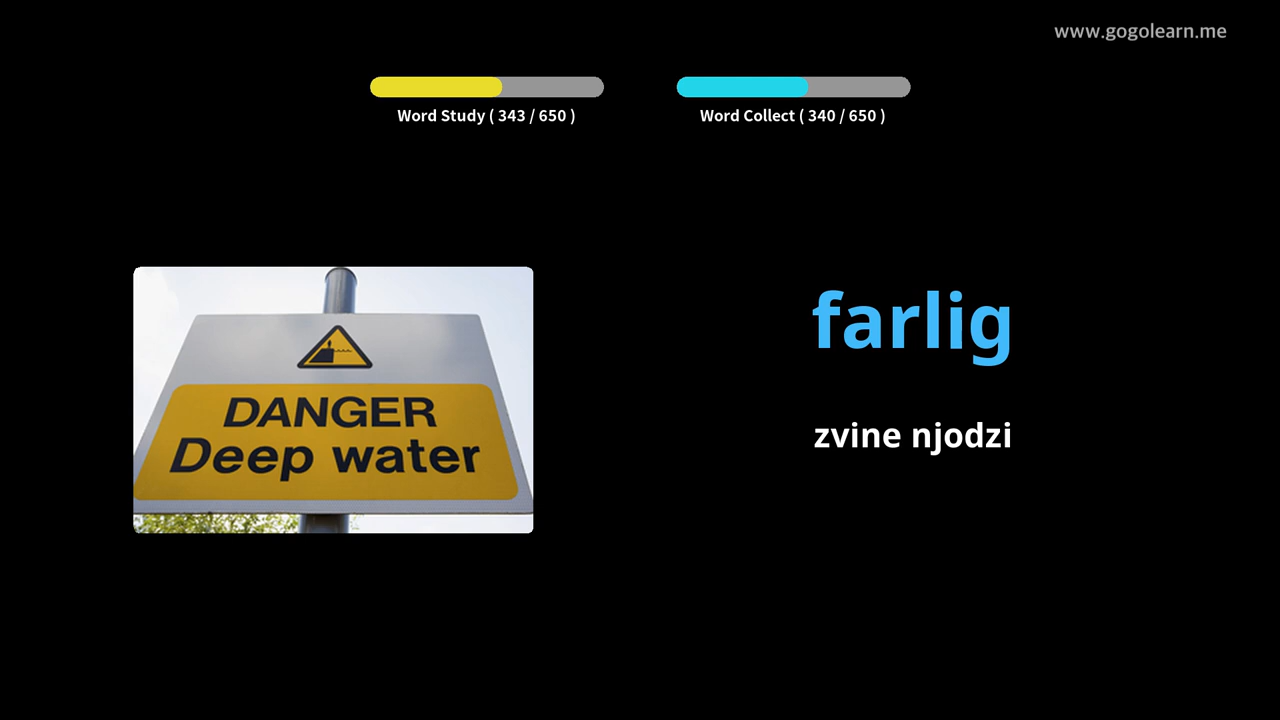 www.gogolearn.me
Word Study ( 343 / 650 )
Word Collect ( 340 / 650 )
DANGER
Deep water
farlig
zvine njodzi